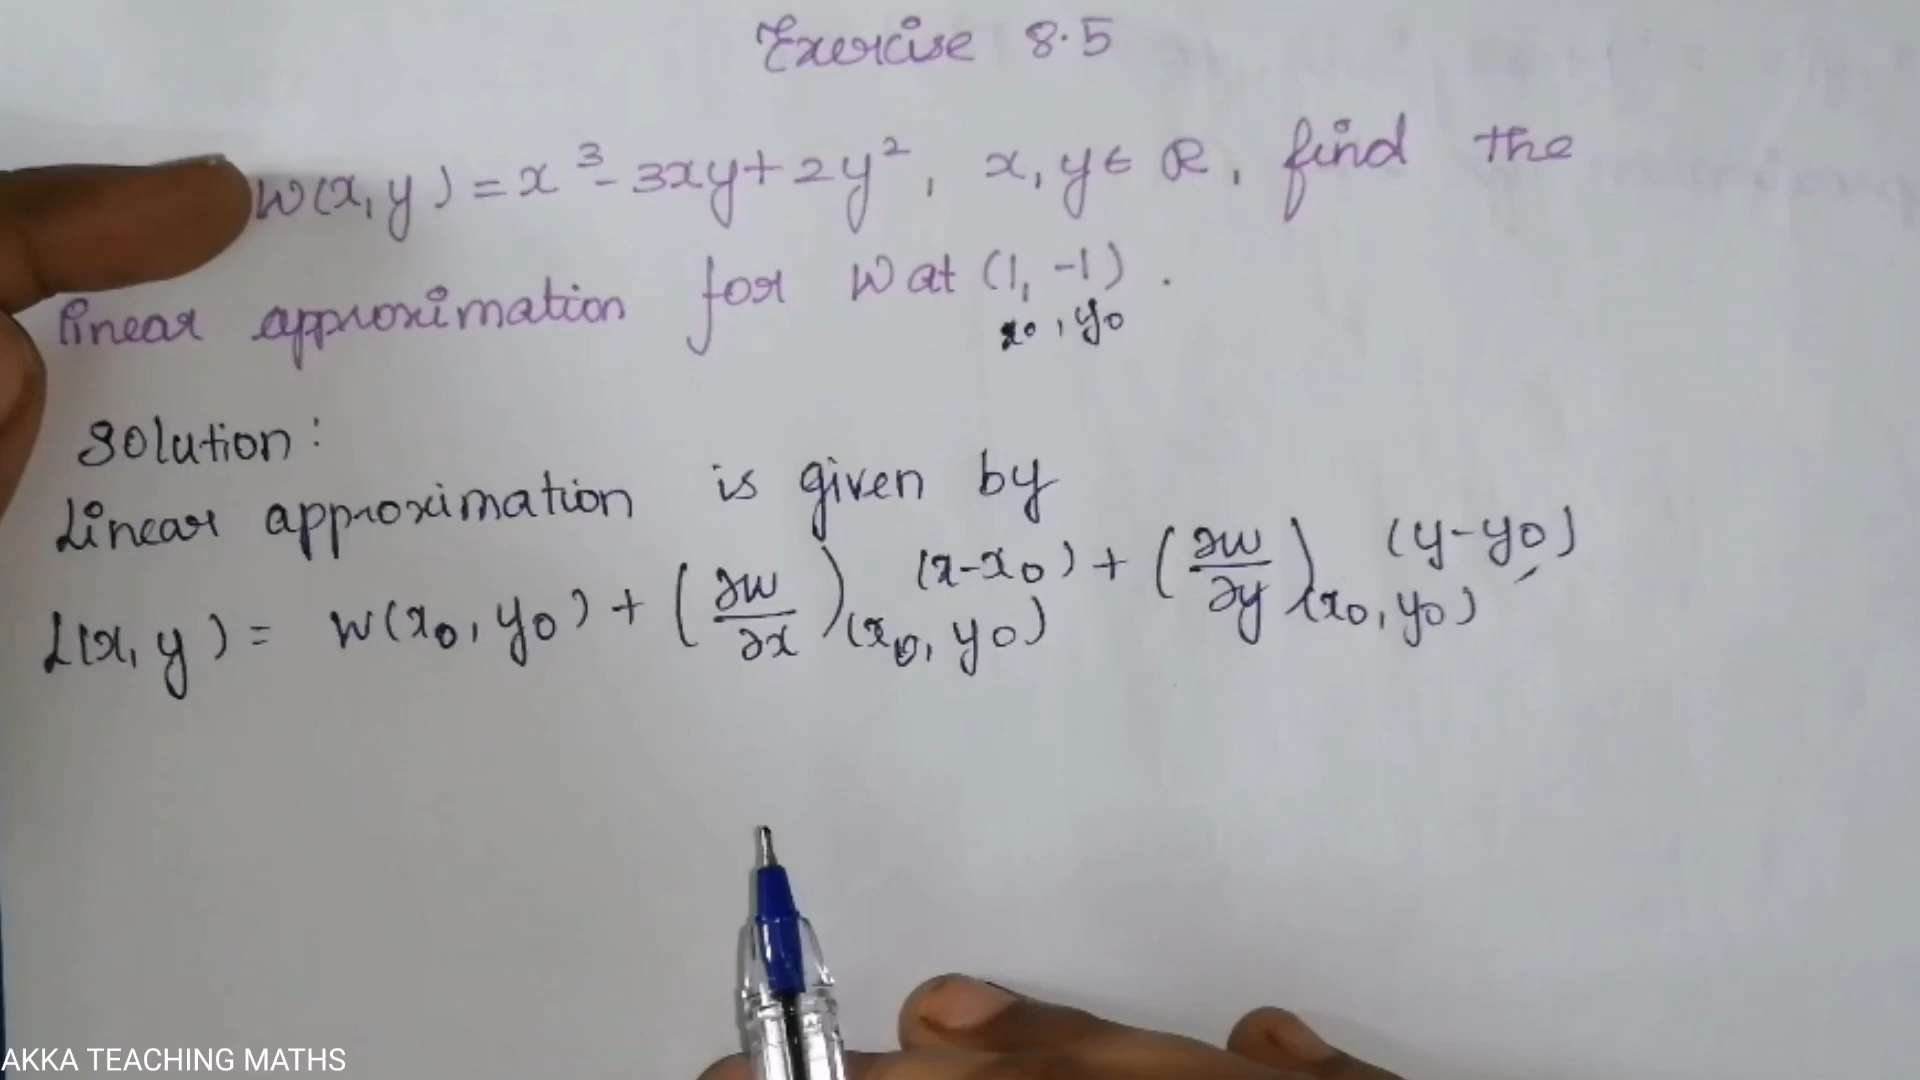 Exercise 8.5
W(x, y) = x³ - 3xy + 2y², x, y ∈ R, find the
linear approximation for W at (1, -1).
x₀, y₀
Solution:
Linear approximation is given by
L(x, y) = W(x₀, y₀) + (∂w/∂x)(x₀, y₀) (x-x₀) + (∂w/∂y)(x₀, y₀) (y-y₀)
AKKA TEACHING MATHS